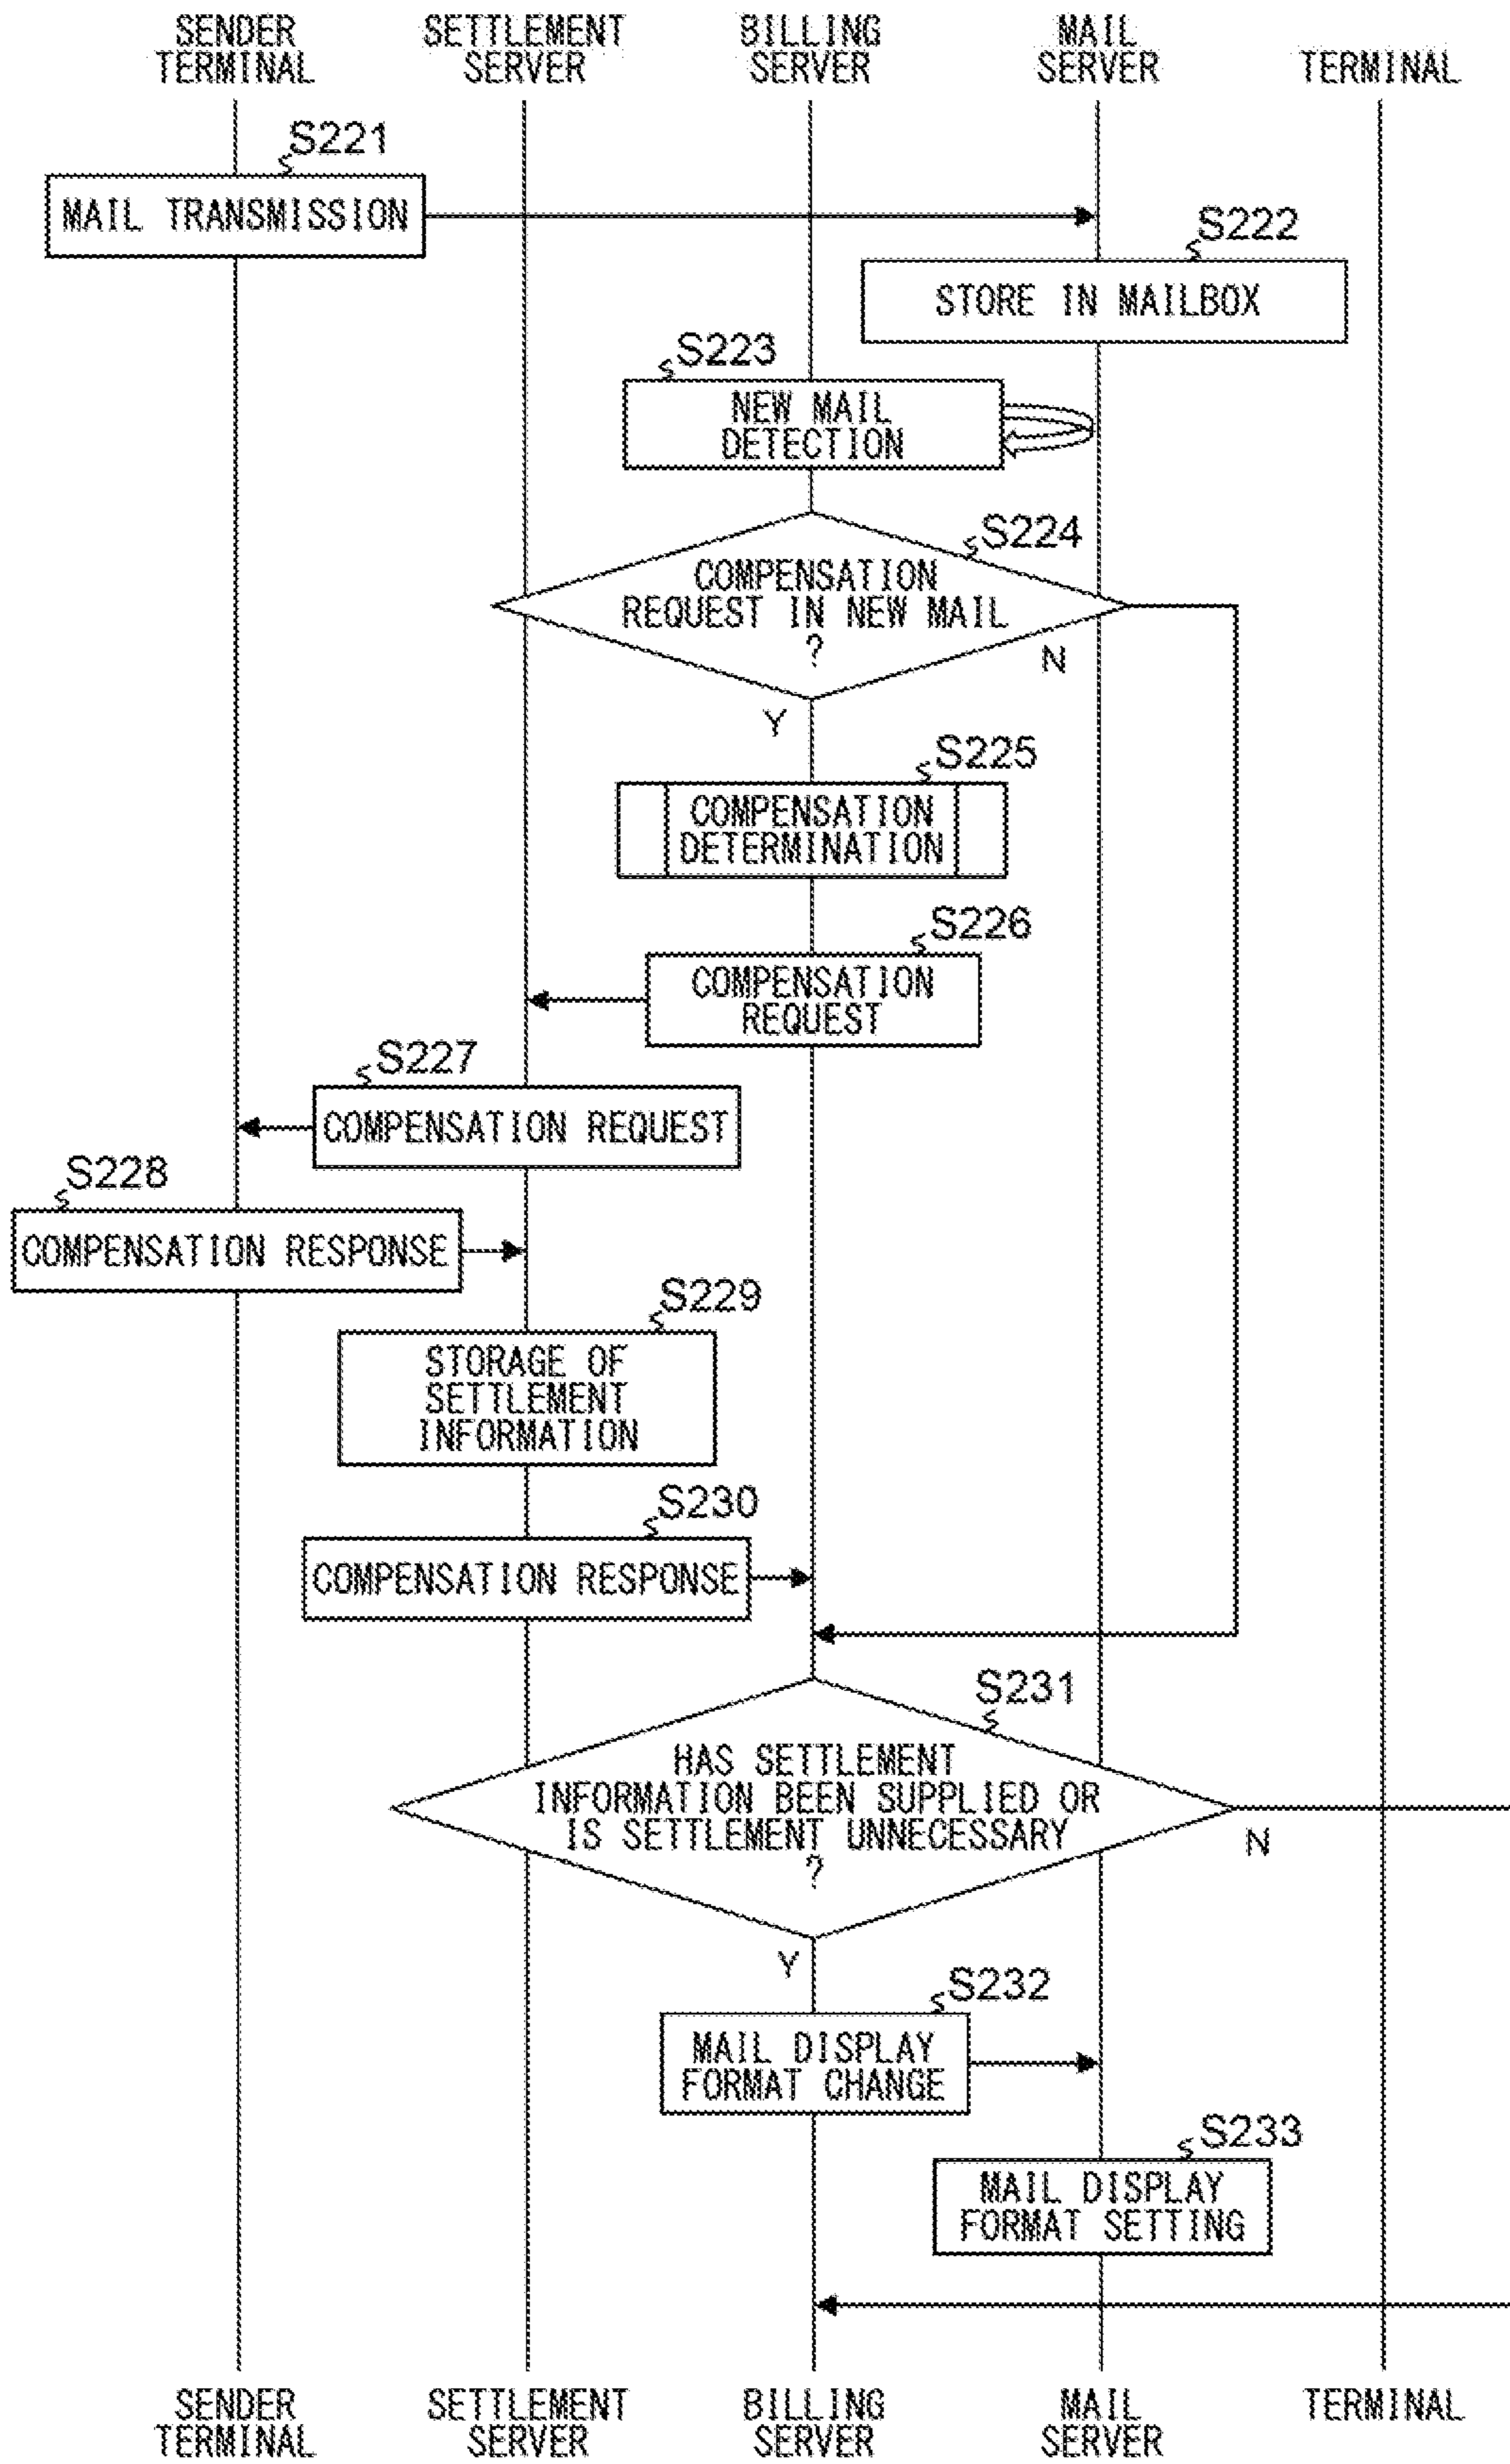 SENDER
TERMINAL
SETTLEMENT
SERVER
BILLING
SERVER
MAIL
SERVER
TERMINAL
S221
MAIL TRANSMISSION
S222
STORE IN MAILBOX
S223
NEW MAIL
DETECTION
S224
COMPENSATION
REQUEST IN NEW MAIL
?
N
Y
S225
COMPENSATION
DETERMINATION
S226
COMPENSATION
REQUEST
S227
COMPENSATION REQUEST
S228
COMPENSATION RESPONSE
S229
STORAGE OF
SETTLEMENT
INFORMATION
S230
COMPENSATION RESPONSE
S231
HAS SETTLEMENT
INFORMATION BEEN SUPPLIED OR
IS SETTLEMENT UNNECESSARY
?
N
Y
S232
MAIL DISPLAY
FORMAT CHANGE
S233
MAIL DISPLAY
FORMAT SETTING
SENDER
TERMINAL
SETTLEMENT
SERVER
BILLING
SERVER
MAIL
SERVER
TERMINAL